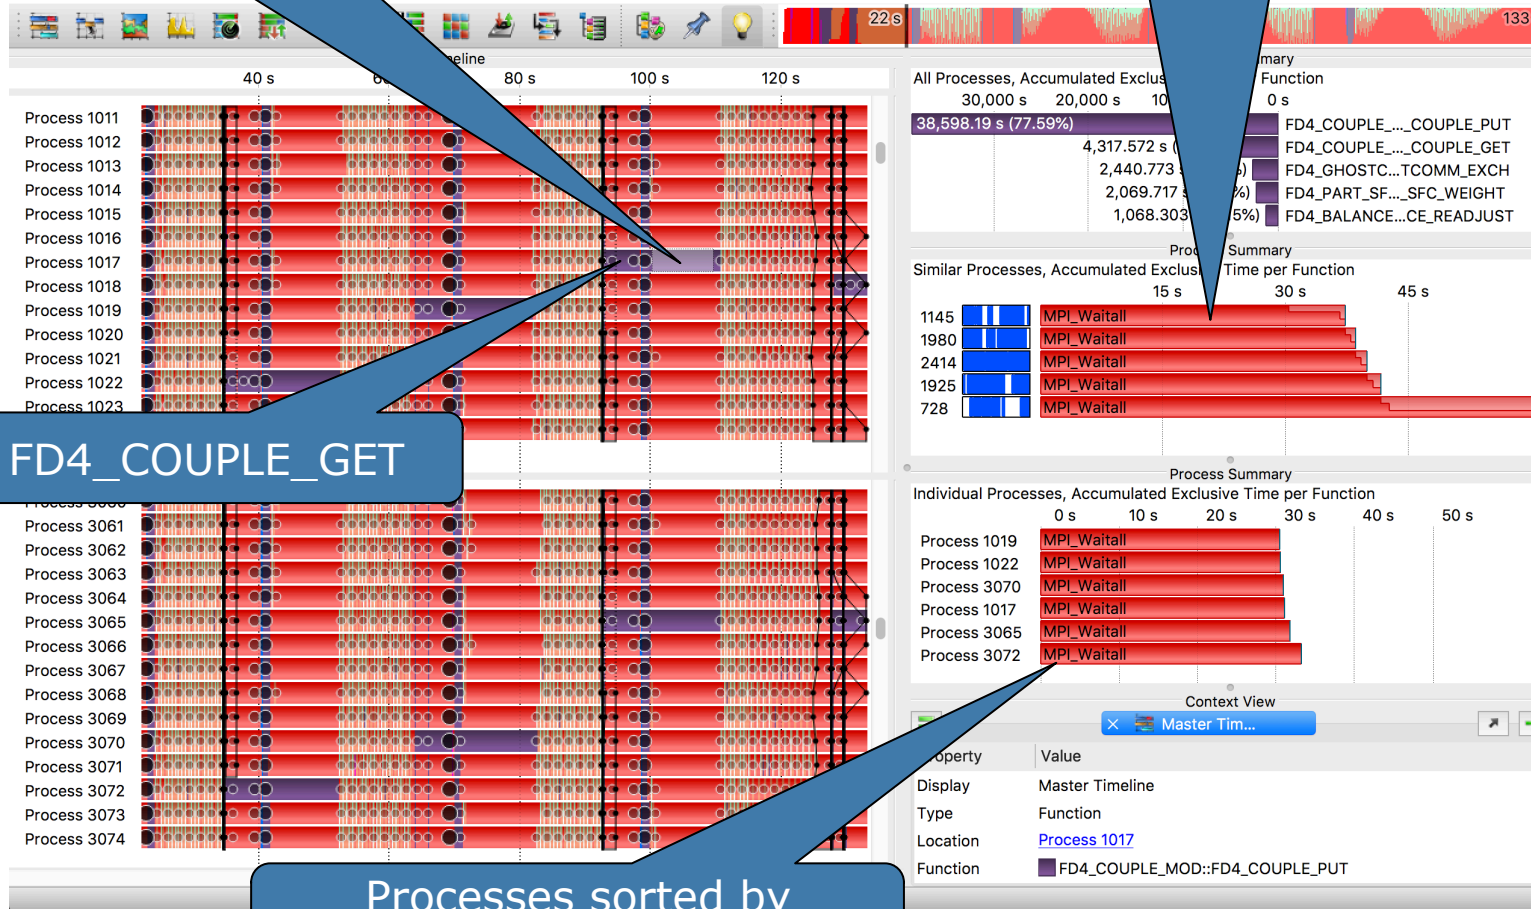 22 s
133
eline
mary
40 s
80 s
100 s
120 s
Process 1011
Process 1012
Process 1013
Process 1014
Process 1015
Process 1016
Process 1017
Process 1018
Process 1019
Process 1020
Process 1021
Process 1022
Process 1023
FD4_COUPLE_GET
Process 3061
Process 3062
Process 3063
Process 3064
Process 3065
Process 3066
Process 3067
Process 3068
Process 3069
Process 3070
Process 3071
Process 3072
Process 3073
Process 3074
Processes sorted by
All Processes, Accumulated Exclus Function
30,000 s 20,000 s 10 0 s
38,598.19 s (77.59%) FD4_COUPLE_..._COUPLE_PUT
4,317.572 s ( FD4_COUPLE_..._COUPLE_GET
2,440.773 %) FD4_GHOSTC...TCOMM_EXCH
2,069.717 %) FD4_PART_SF..._SFC_WEIGHT
1,068.303 5%) FD4_BALANCE...CE_READJUST
Pro Summary
Similar Processes, Accumulated Exclusi Time per Function
15 s 30 s 45 s
1145 MPI_Waitall
1980 MPI_Waitall
2414 MPI_Waitall
1925 MPI_Waitall
728 MPI_Waitall
Process Summary
Individual Processes, Accumulated Exclusive Time per Function
0 s 10 s 20 s 30 s 40 s 50 s
Process 1019 MPI_Waitall
Process 1022 MPI_Waitall
Process 3070 MPI_Waitall
Process 1017 MPI_Waitall
Process 3065 MPI_Waitall
Process 3072 MPI_Waitall
Context View
Master Tim...
operty Value
Display Master Timeline
Type Function
Location Process 1017
Function FD4_COUPLE_MOD::FD4_COUPLE_PUT